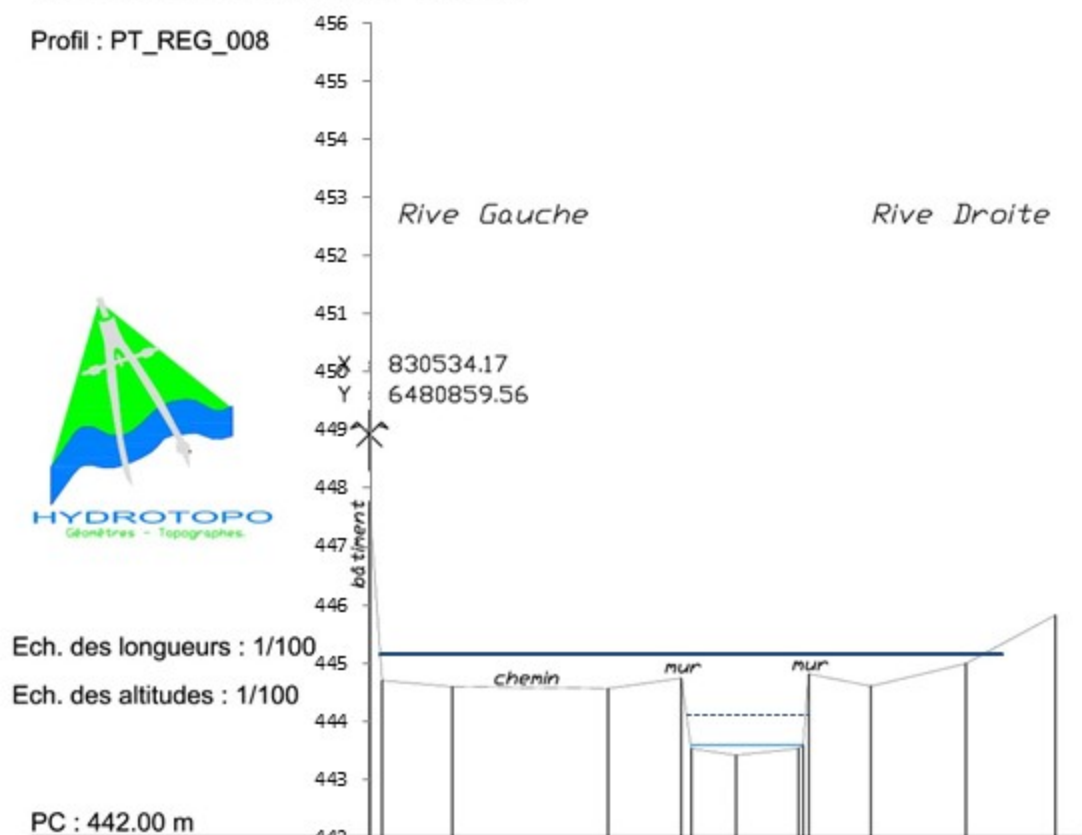 Profil : PT_REG_008
456
455
454
453
Rive Gauche
Rive Droite
452
451
X : 830534.17
450
Y : 6480859.56
449
448
bâtiment
447
HYDROTOPO
Géomètres - Topographes.
446
Ech. des longueurs : 1/100
445
mur
mur
chemin
Ech. des altitudes : 1/100
444
443
PC : 442.00 m
442